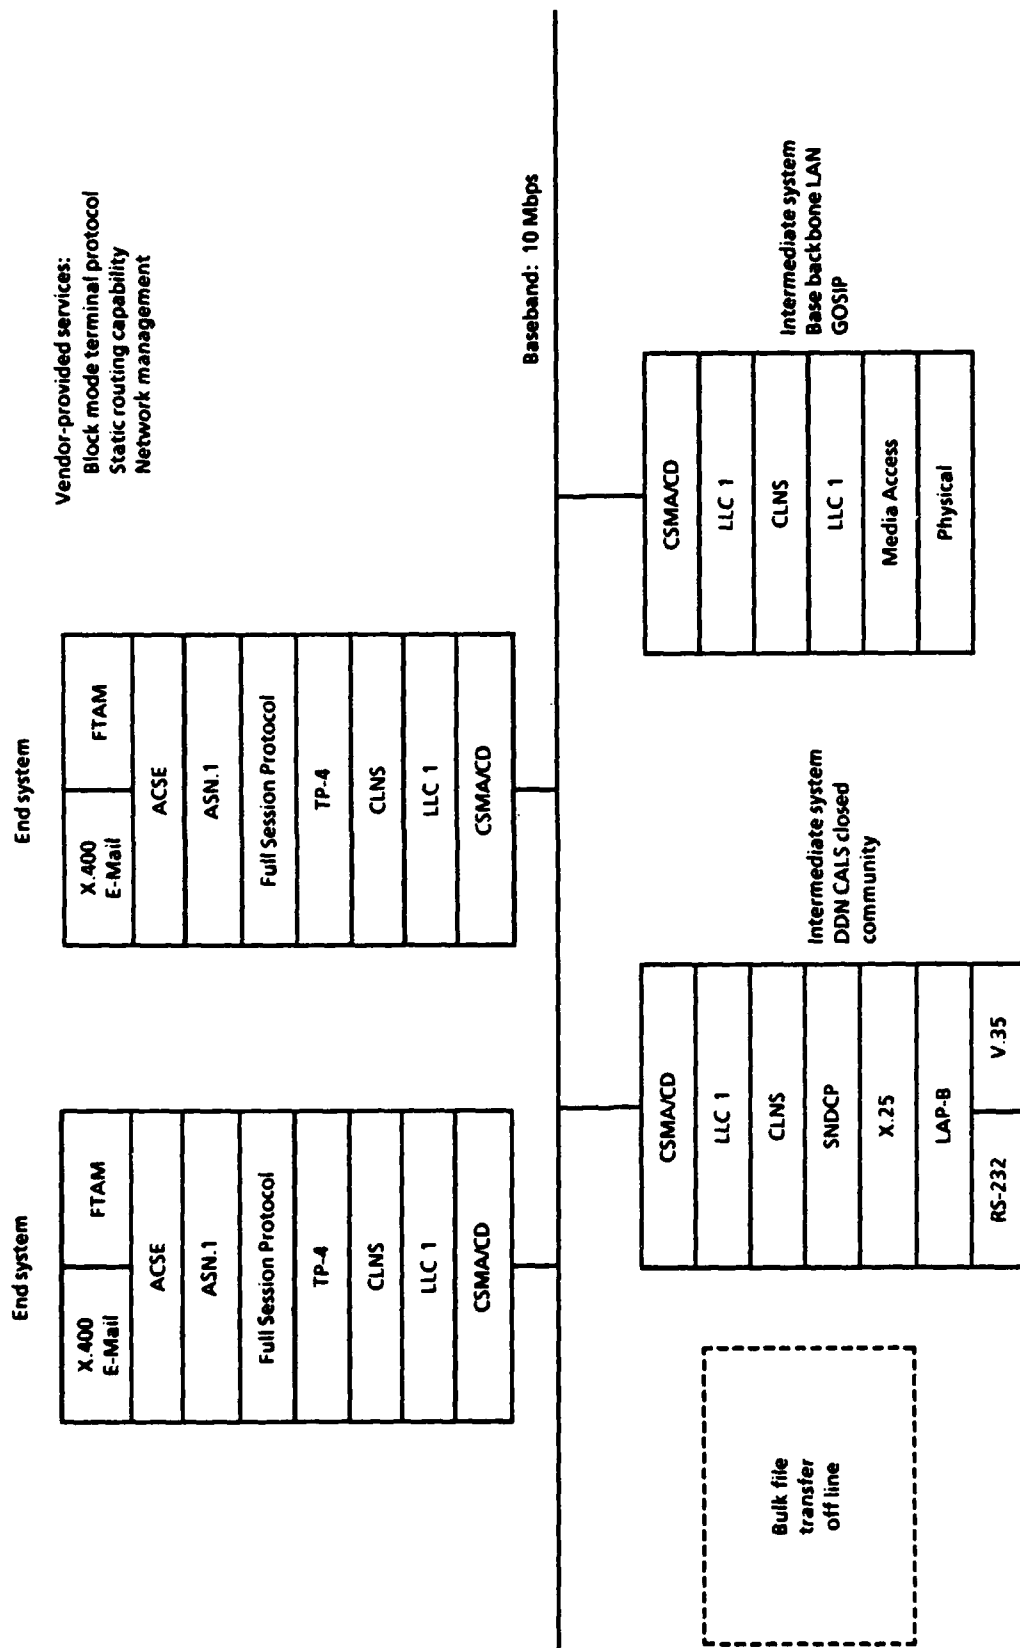 End system
X.400
E-Mail
FTAM
ACSE
ASN.1
Full Session Protocol
TP-4
CLNS
LLC 1
CSMA/CD
End system
X.400
E-Mail
FTAM
ACSE
ASN.1
Full Session Protocol
TP-4
CLNS
LLC 1
CSMA/CD
Vendor-provided services:
Block mode terminal protocol
Static routing capability
Network management
Baseband: 10 Mbps
Bulk file
transfer
off line
CSMA/CD
LLC 1
CLNS
SNDCP
X.25
LAP-B
RS-232
V.35
Intermediate system
DDN CALS closed
community
CSMA/CD
LLC 1
CLNS
LLC 1
Media Access
Physical
Intermediate system
Base backbone LAN
GOSIP